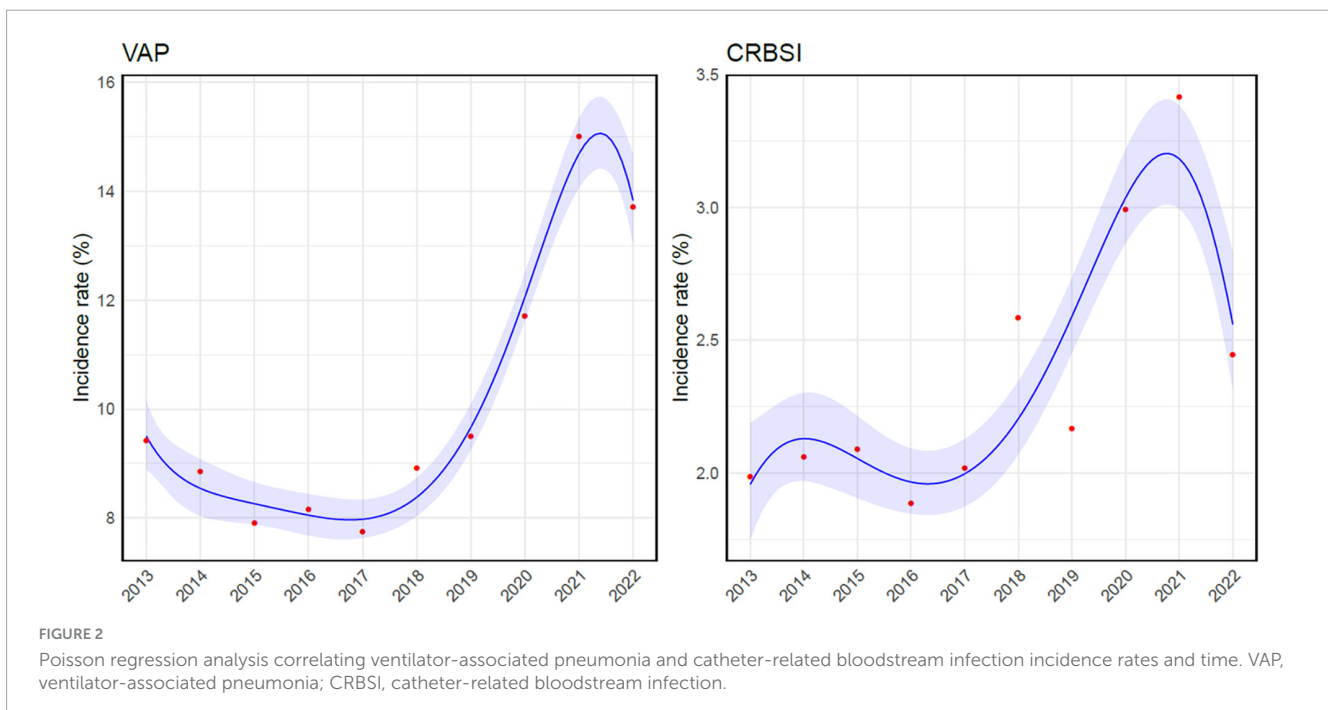 VAP
Incidence rate (%)
16
14
12
10
8
2013 2014 2015 2016 2017 2018 2019 2020 2021 2022
CRBSI
Incidence rate (%)
3.5
3.0
2.5
2.0
2013 2014 2015 2016 2017 2018 2019 2020 2021 2022
FIGURE 2
Poisson regression analysis correlating ventilator-associated pneumonia and catheter-related bloodstream infection incidence rates and time. VAP,
ventilator-associated pneumonia; CRBSI, catheter-related bloodstream infection.